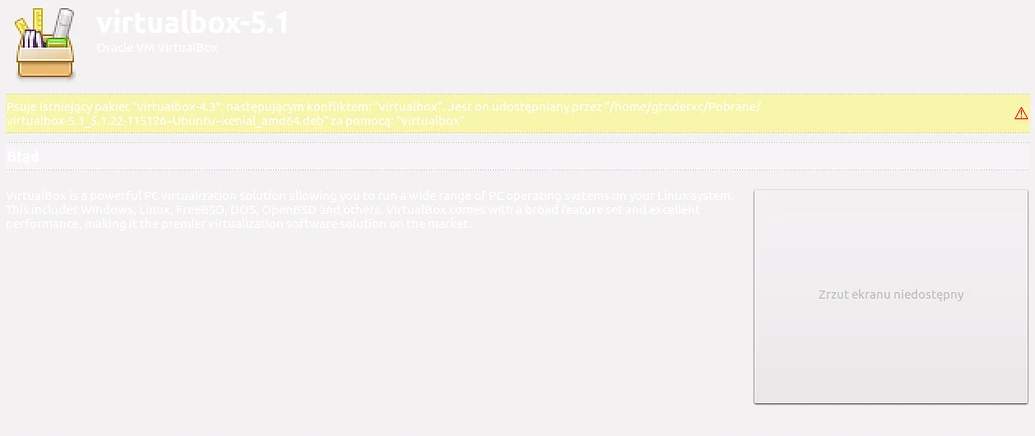 virtualbox-5.1
Oracle VM VirtualBox
Psuje istniejący pakiet "virtualbox-4.3", następującym konfliktem: "virtualbox". Jest on udostępniany przez "/home/gtriderxc/Pobrane/
virtualbox-5.1_5.1.22-115126~Ubuntu~xenial_amd64.deb" za pomocą: "virtualbox"
Błąd
VirtualBox is a powerful PC virtualization solution allowing you to run a wide range of PC operating systems on your Linux system.
This includes Windows, Linux, FreeBSD, DOS, OpenBSD and others. VirtualBox comes with a broad feature set and excellent
performance, making it the premier virtualization software solution on the market.
Zrzut ekranu niedostępny